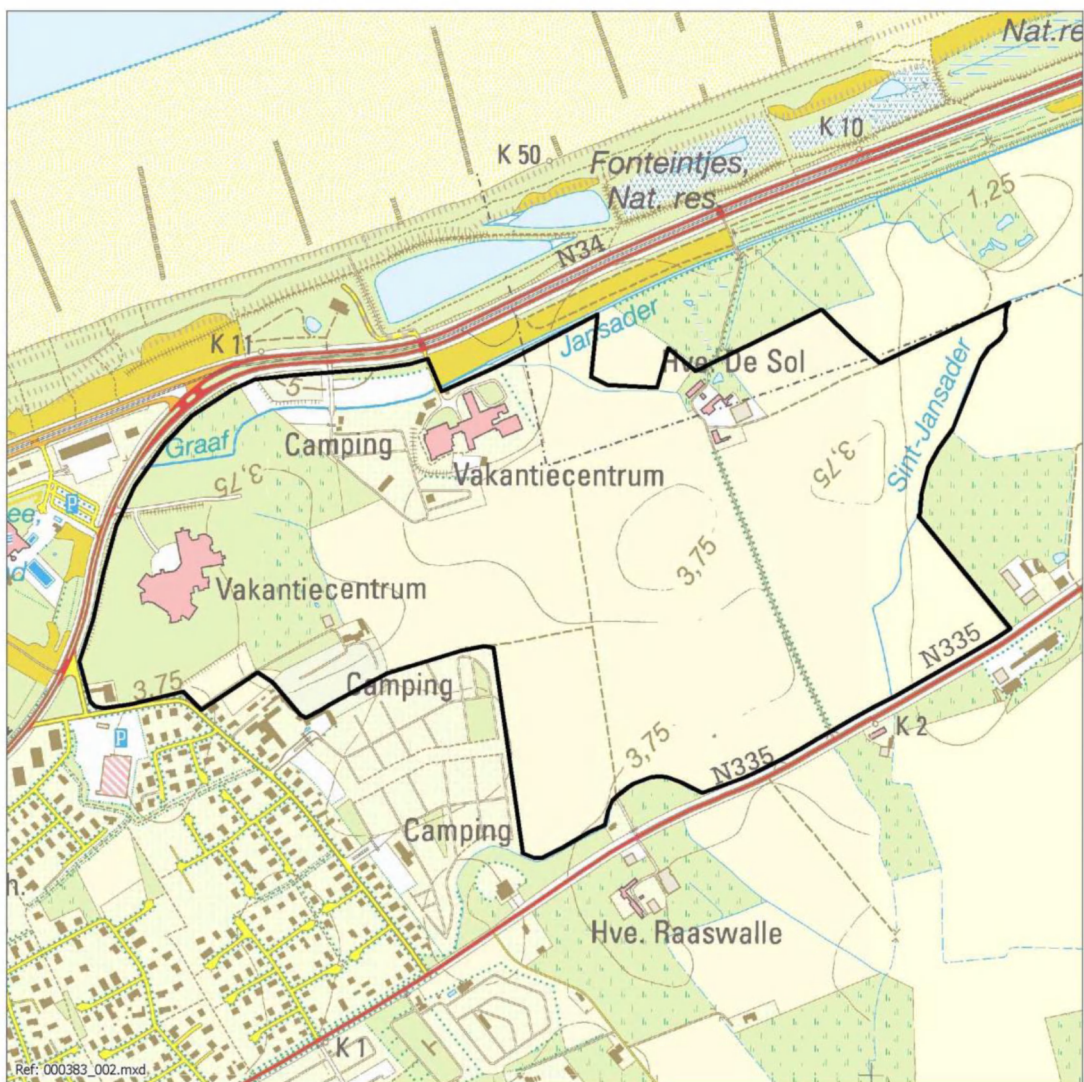 Nat.re
K 10
K 50
Fonteintjes,
Nat. res.
1,25
N34
Jansader
K 11
Hve. De Sol
5
Sint-Jansader
Graaf
Camping
3,75
Vakantiecentrum
3,75
P
ee
3,75
d
Vakantiecentrum
N335
3,75
Camping
K 2
P
3,75
N335
Camping
h.
Hve. Raaswalle
K 1
Ref: 000383_002.mxd